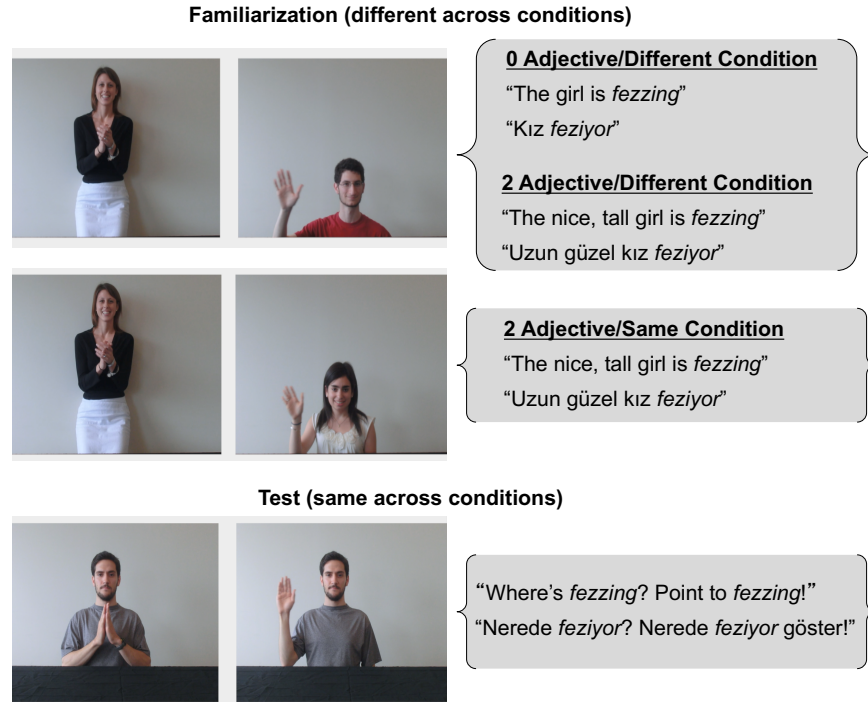 Familiarization (different across conditions)
0 Adjective/Different Condition
“The girl is fezzing”
“Kız feziyor”
2 Adjective/Different Condition
“The nice, tall girl is fezzing”
“Uzun güzel kız feziyor”
2 Adjective/Same Condition
“The nice, tall girl is fezzing”
“Uzun güzel kız feziyor”
Test (same across conditions)
“Where’s fezzing? Point to fezzing!”
“Nerede feziyor? Nerede feziyor göster!”